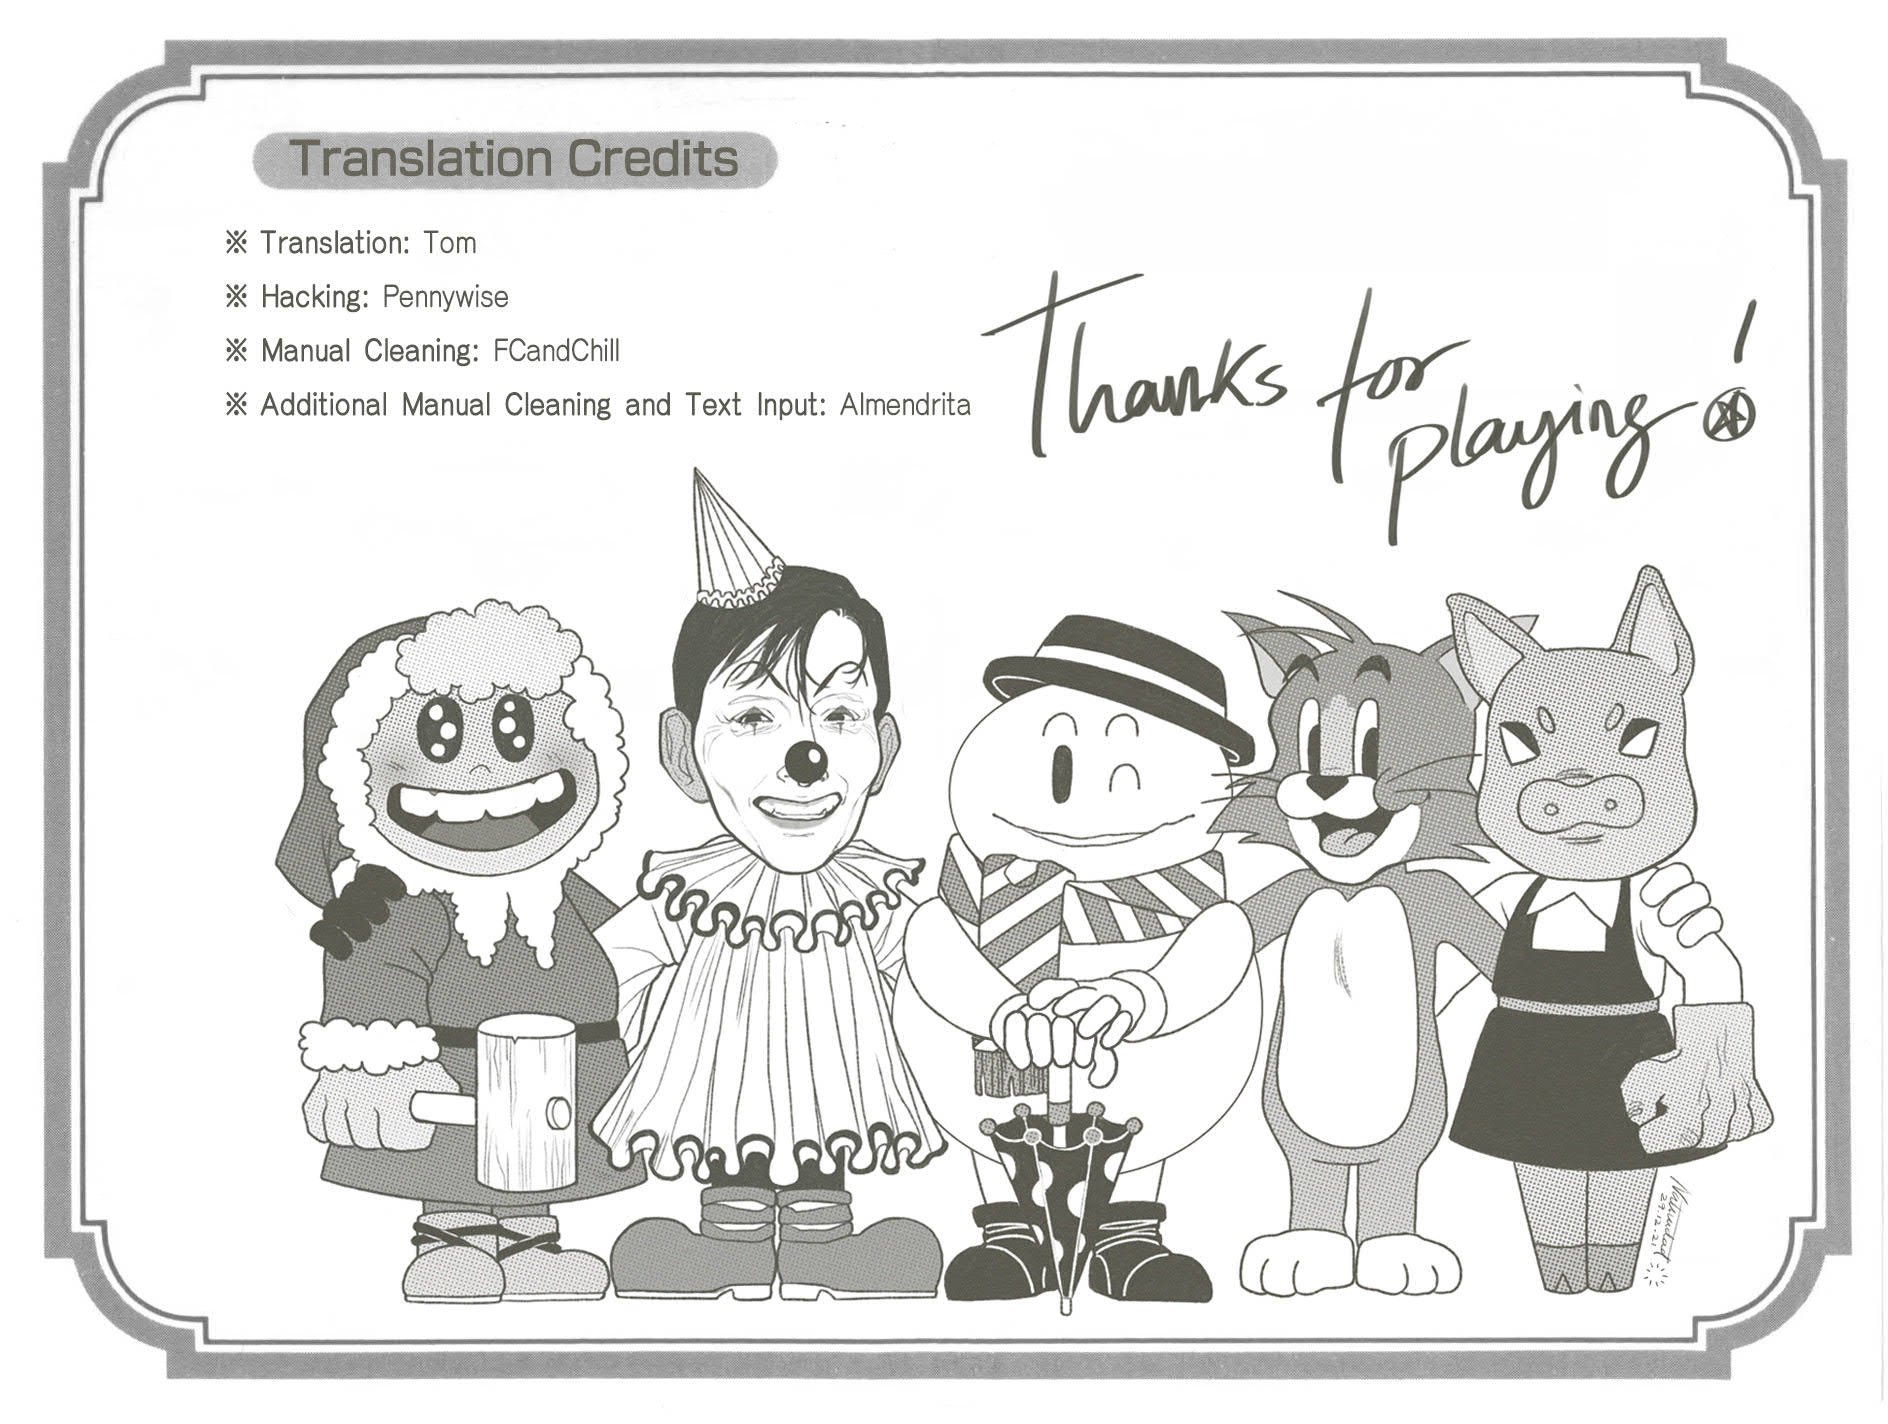 Translation Credits
※ Translation: Tom
※ Hacking: Pennywise
※ Manual Cleaning: FCandChill
※ Additional Manual Cleaning and Text Input: Almendrita
Thanks for
playing!
29.12.21